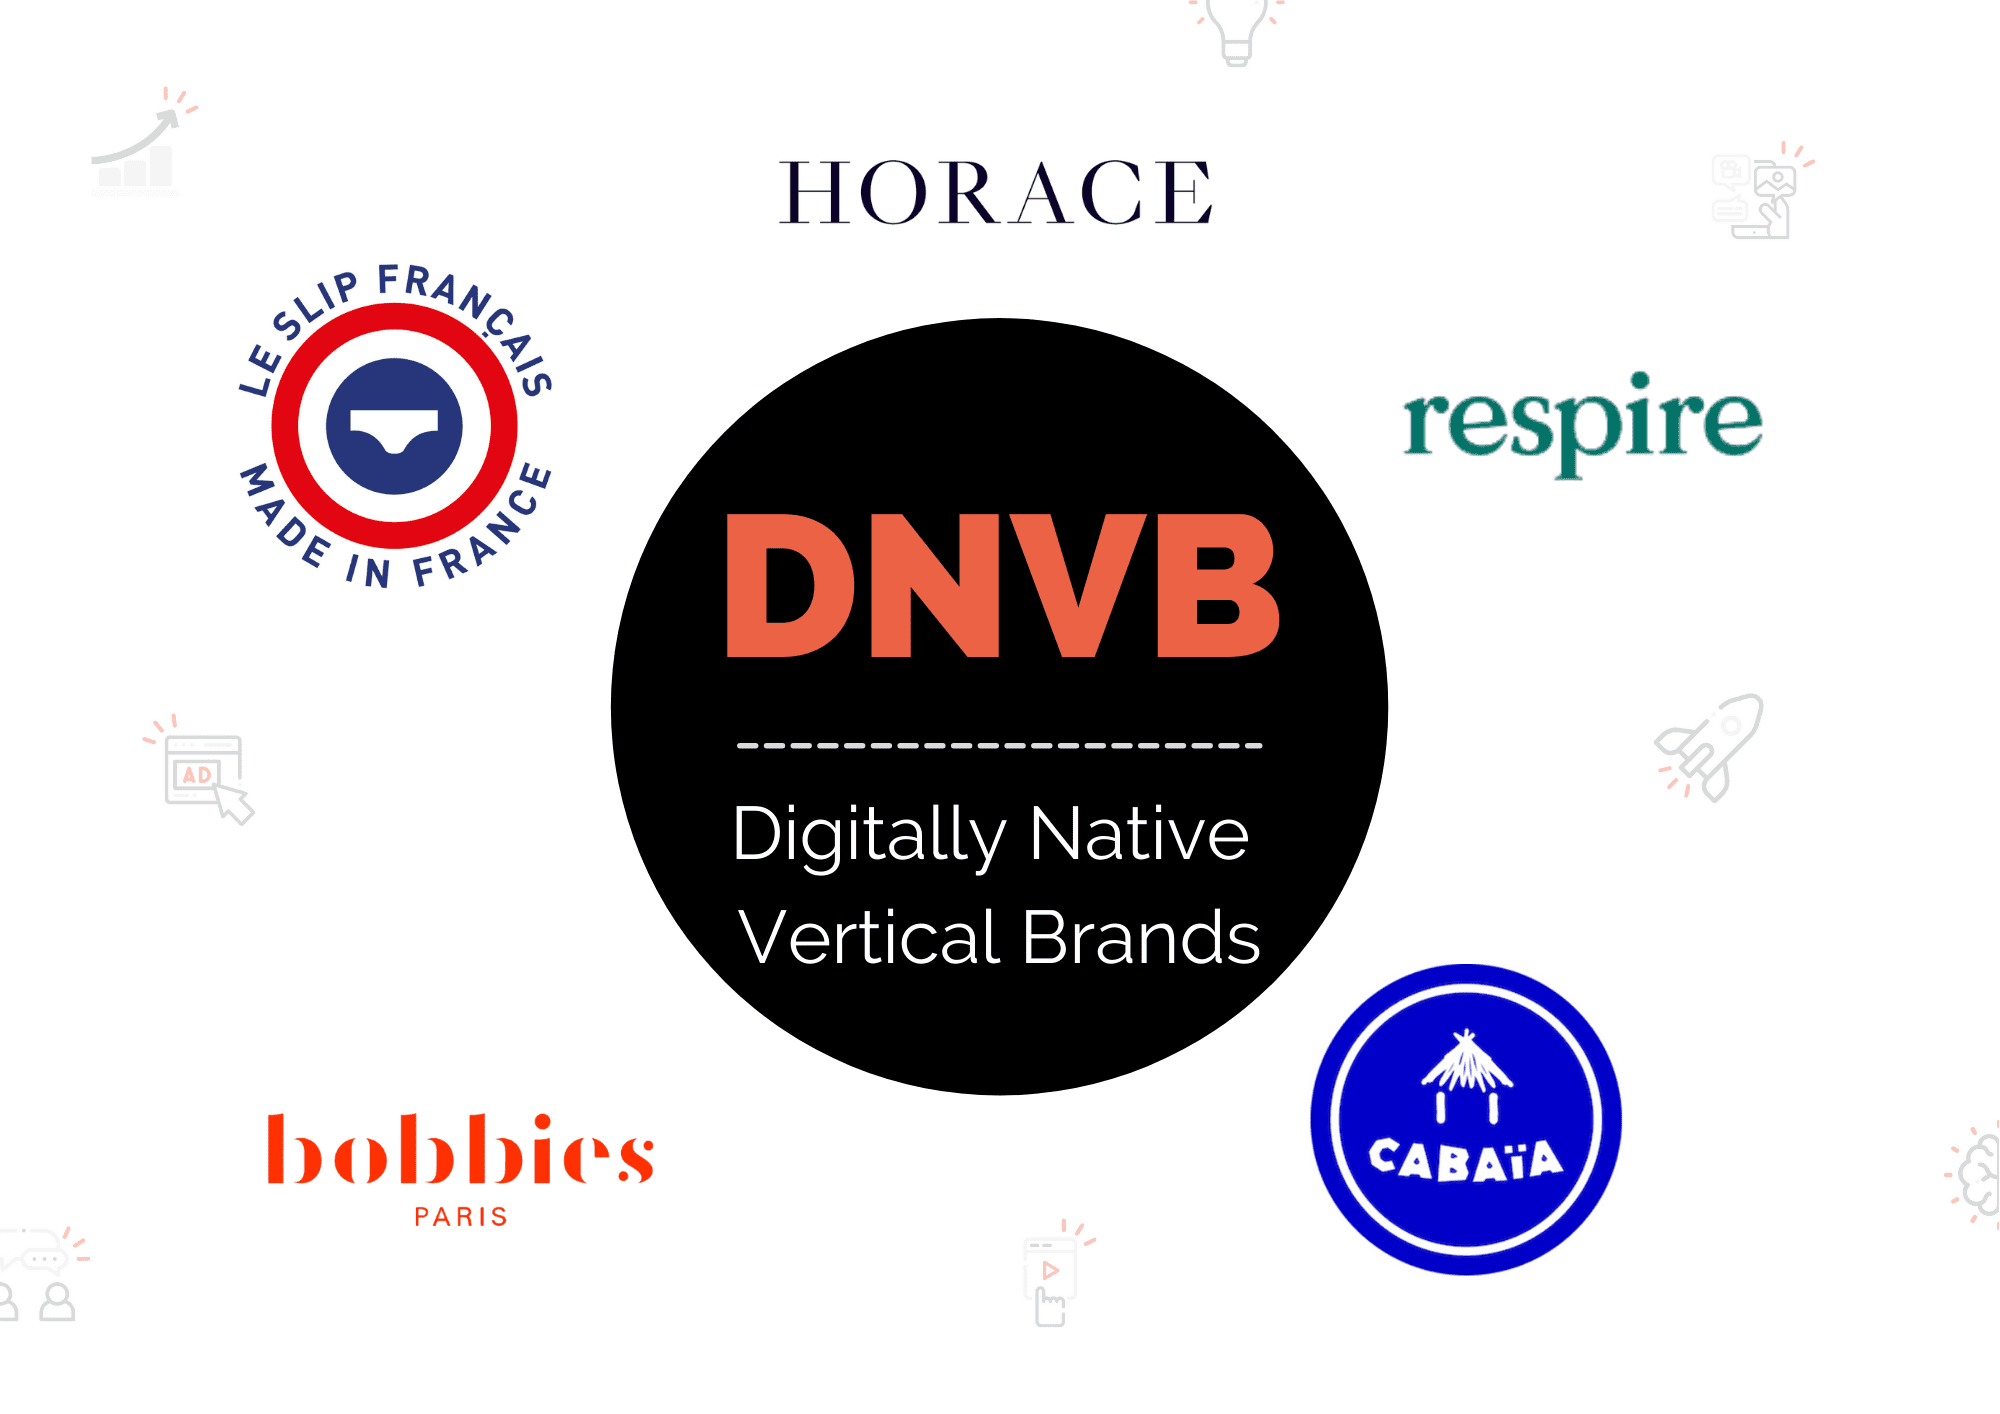 HORACE
LE SLIP FRANÇAIS
MADE IN FRANCE
respire
DNVB
Digitally Native
Vertical Brands
AD
bobbies
PARIS
CABAÏA